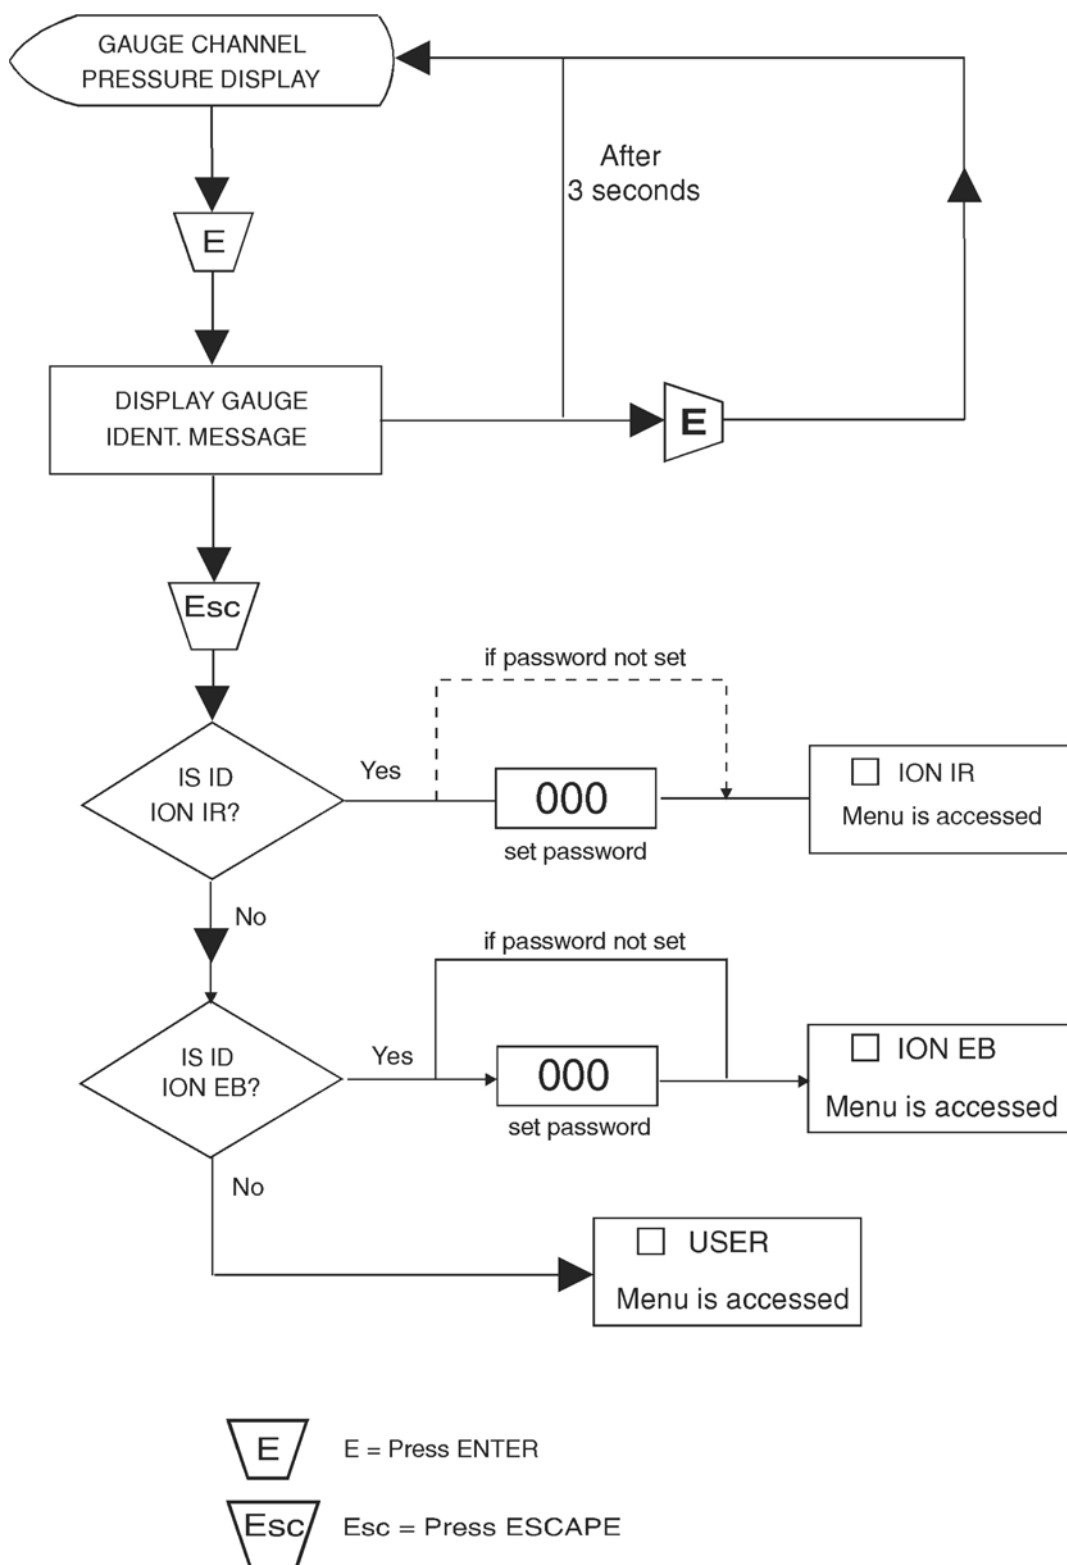 GAUGE CHANNEL
PRESSURE DISPLAY
After
3 seconds
E
DISPLAY GAUGE
IDENT. MESSAGE
E
Esc
if password not set
IS ID
ION IR?
Yes
000
set password
ION IR
Menu is accessed
No
if password not set
IS ID
ION EB?
Yes
000
set password
ION EB
Menu is accessed
No
USER
Menu is accessed
E
E = Press ENTER
Esc
Esc = Press ESCAPE